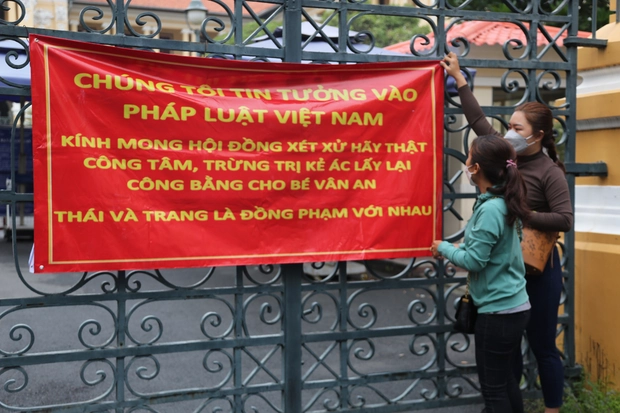 CHÚNG TÔI TIN TƯỞNG VÀO
PHÁP LUẬT VIỆT NAM
KÍNH MONG HỘI ĐỒNG XÉT XỬ HÃY THẬT
CÔNG TÂM, TRỪNG TRỊ KẺ ÁC LẤY LẠI
CÔNG BẰNG CHO BÉ VÂN AN
THÁI VÀ TRANG LÀ ĐỒNG PHẠM VỚI NHAU